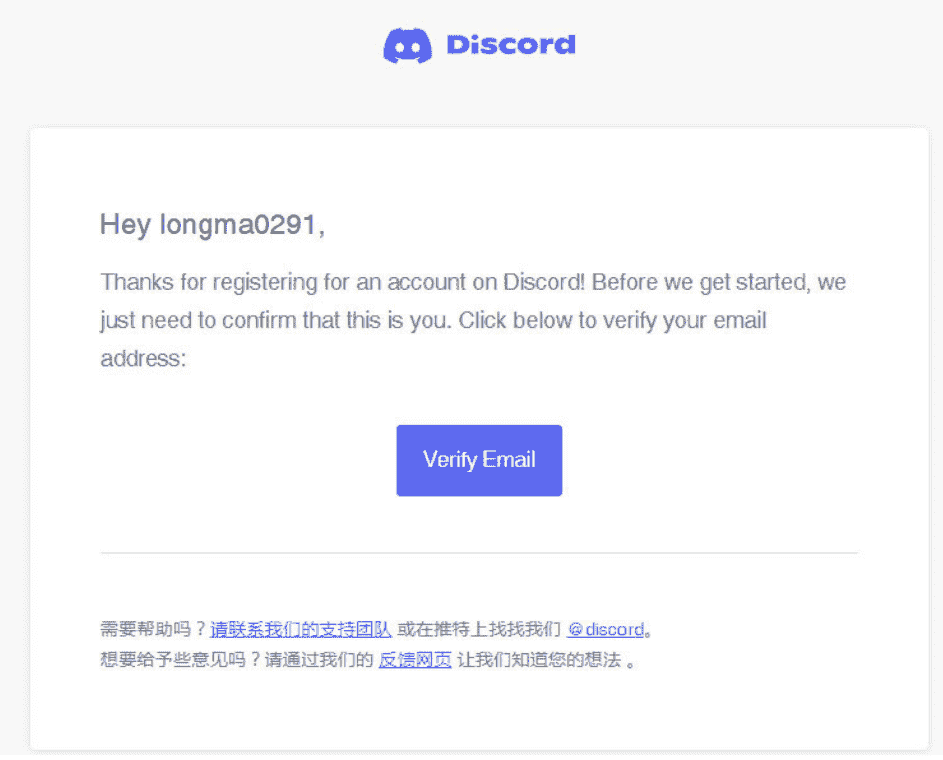 Discord
Hey longma0291,
Thanks for registering for an account on Discord! Before we get started, we
just need to confirm that this is you. Click below to verify your email
address:
Verify Email
需要帮助吗？请联系我们的支持团队 或在推特上找找我们 @discord。
想要给予些意见吗？请通过我们的 反馈网页 让我们知道您的想法 。